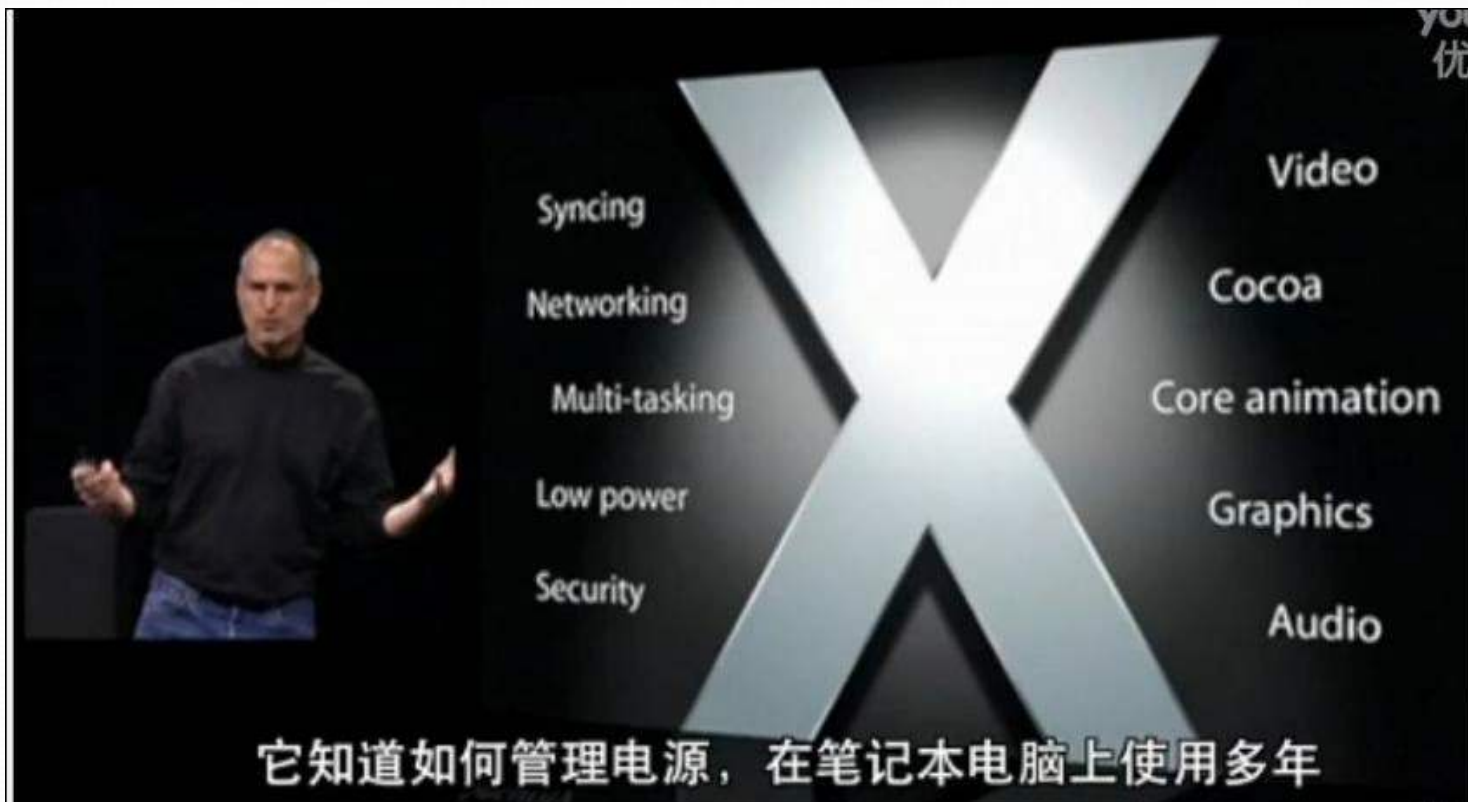 优
Syncing
Networking
Multi-tasking
Low power
Security
X
Video
Cocoa
Core animation
Graphics
Audio
它知道如何管理电源，在笔记本电脑上使用多年